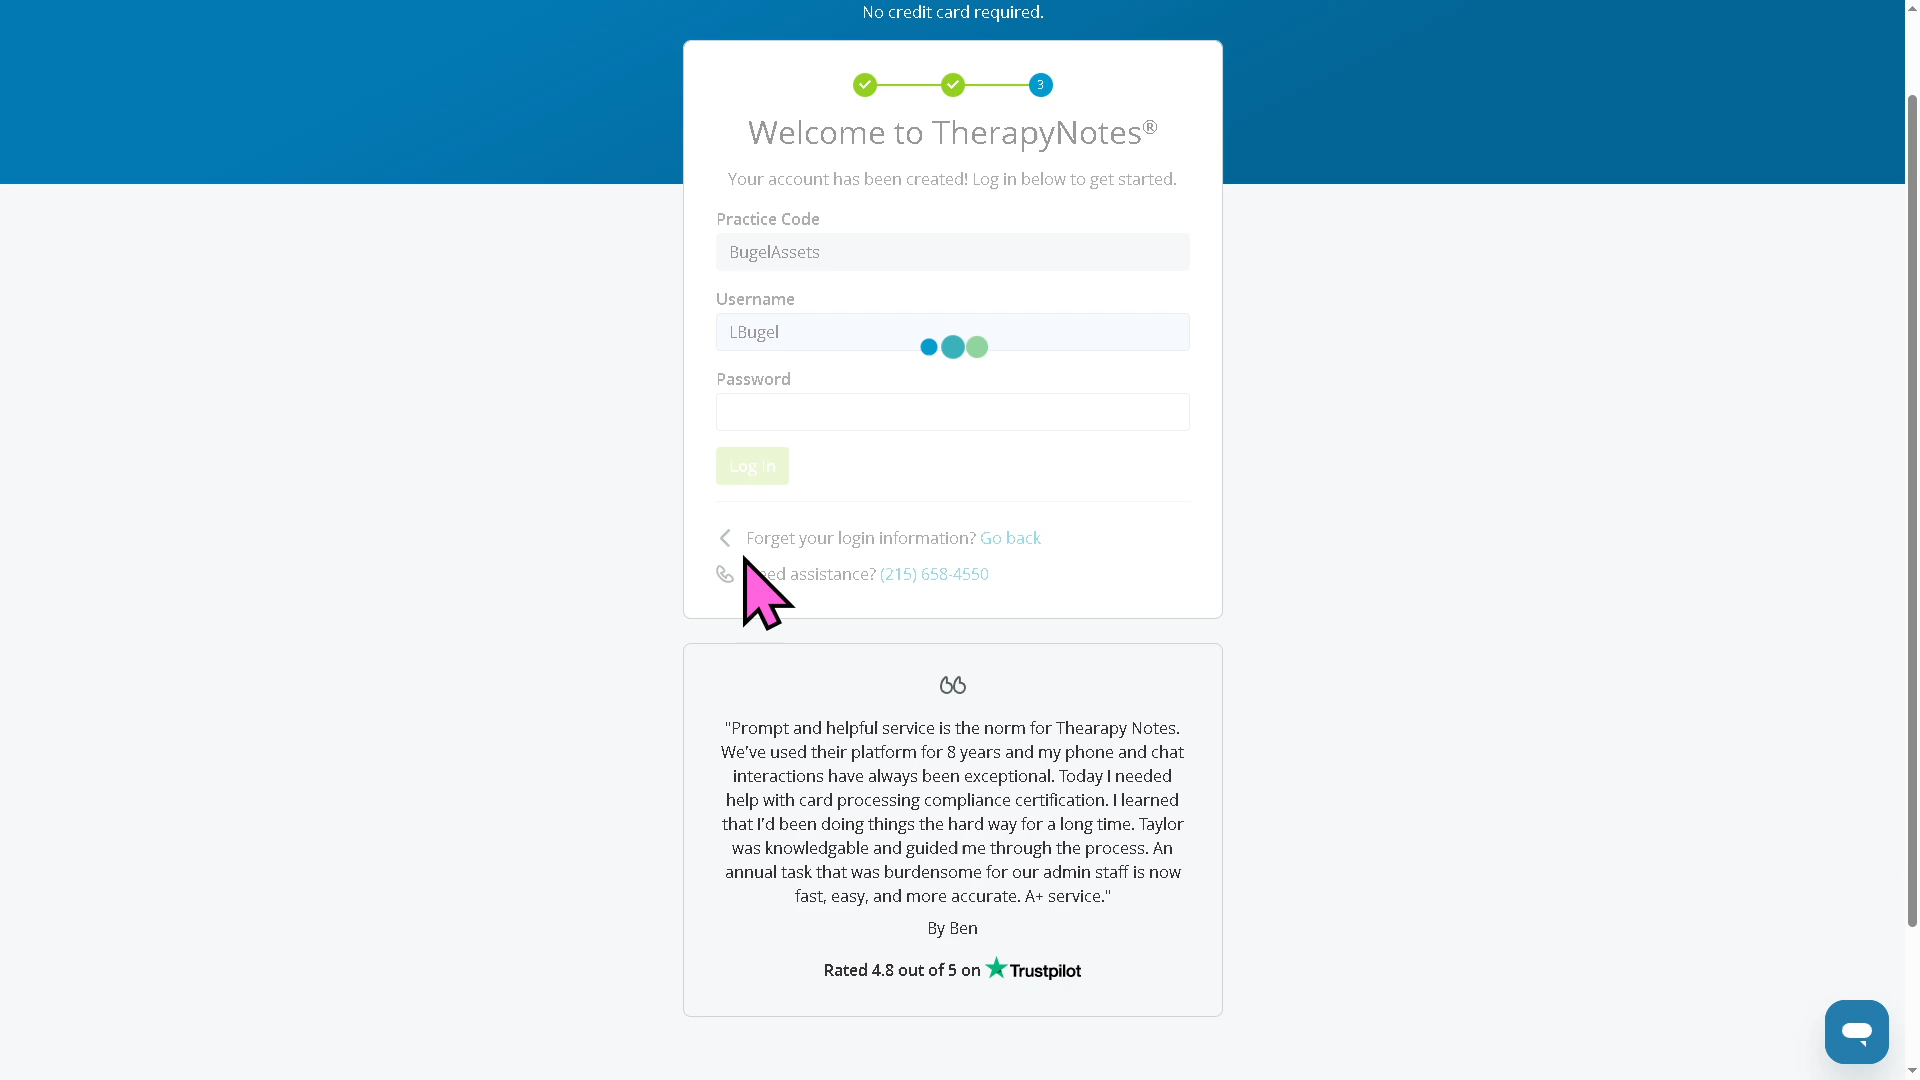 No credit card required.
3
Welcome to TherapyNotes®
Your account has been created! Log in below to get started.
Practice Code
BugelAssets
Username
LBugel
Password
Log In
Forget your login information? Go back
eed assistance? (215) 658-4550
"Prompt and helpful service is the norm for Thearapy Notes.
We've used their platform for 8 years and my phone and chat
interactions have always been exceptional. Today I needed
help with card processing compliance certification. I learned
that I'd been doing things the hard way for a long time. Taylor
was knowledgable and guided me through the process. An
annual task that was burdensome for our admin staff is now
fast, easy, and more accurate. A+ service."
By Ben
Rated 4.8 out of 5 on Trustpilot